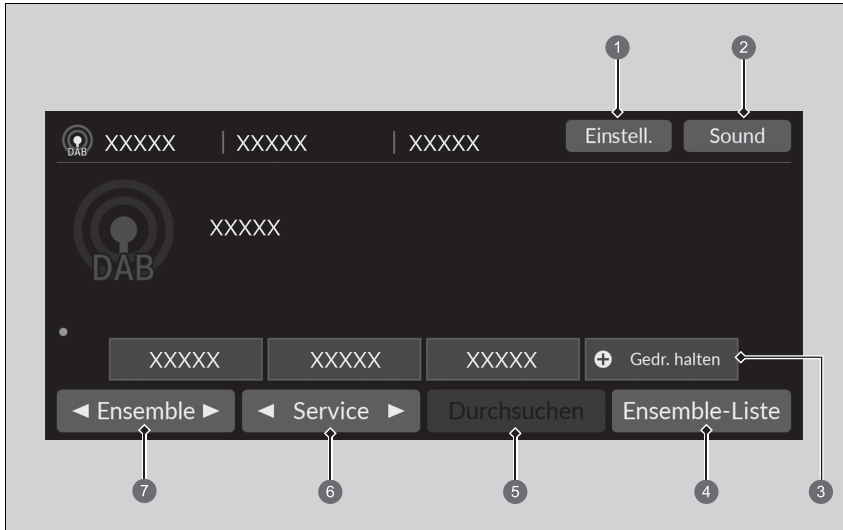 1 2
DAB XXXXX | XXXXX | XXXXX Einstell. Sound
DAB XXXXX
XXXXX XXXXX XXXXX Gedr. halten
◄ Ensemble ► ◄ Service ► Durchsuchen Ensemble-Liste
7 6 5 4 3